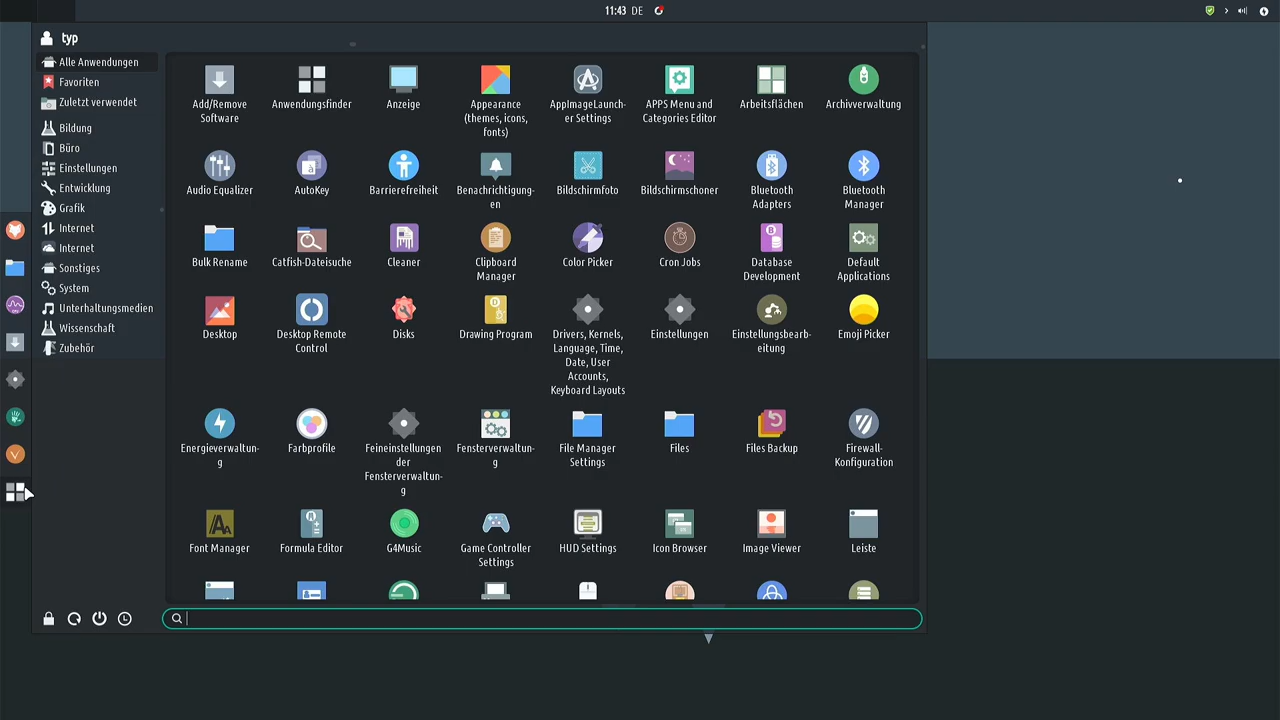 11:43 DE
typ
Alle Anwendungen
Favoriten
Zuletzt verwendet
Bildung
Büro
Einstellungen
Entwicklung
Grafik
Internet
Internet
Sonstiges
System
Unterhaltungsmedien
Wissenschaft
Zubehör
Add/Remove
Software
Anwendungsfinder
Anzeige
Appearance
(themes, icons,
fonts)
AppImageLaunch-
er Settings
APPS Menu and
Categories Editor
Arbeitsflächen
Archivverwaltung
Audio Equalizer
AutoKey
Barrierefreiheit
Benachrichtigung-
en
Bildschirmfoto
Bildschirmschoner
Bluetooth
Adapters
Bluetooth
Manager
Bulk Rename
Catfish-Dateisuche
Cleaner
Clipboard
Manager
Color Picker
Cron Jobs
Database
Development
Default
Applications
Desktop
Desktop Remote
Control
Disks
Drawing Program
Drivers, Kernels,
Language, Time,
Date, User
Accounts,
Keyboard Layouts
Einstellungen
Einstellungsbearb-
eitung
Emoji Picker
Energieverwaltun-
g
Farbprofile
Feineinstellungen
der
Fensterverwaltun-
g
Fensterverwaltun-
g
File Manager
Settings
Files
Files Backup
Firewall-
Konfiguration
Font Manager
Formula Editor
G4Music
Game Controller
Settings
HUD Settings
Icon Browser
Image Viewer
Leiste